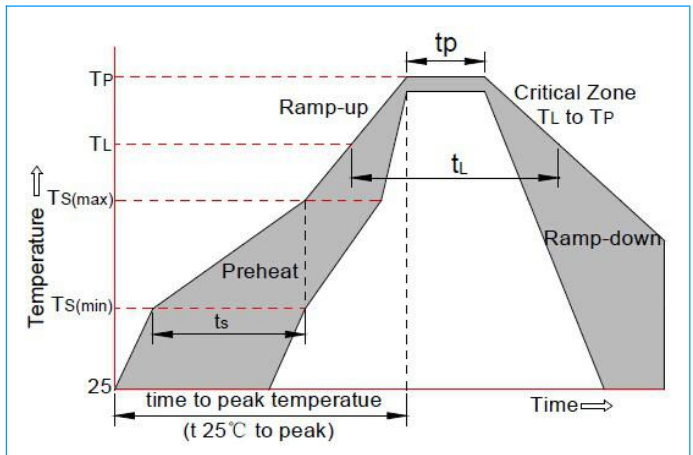 tp
TP
Ramp-up
Critical Zone
TL to TP
TL
tL
TS(max)
Temperature
Ramp-down
Preheat
TS(min)
ts
25
time to peak temperatue
Time
(t 25℃ to peak)